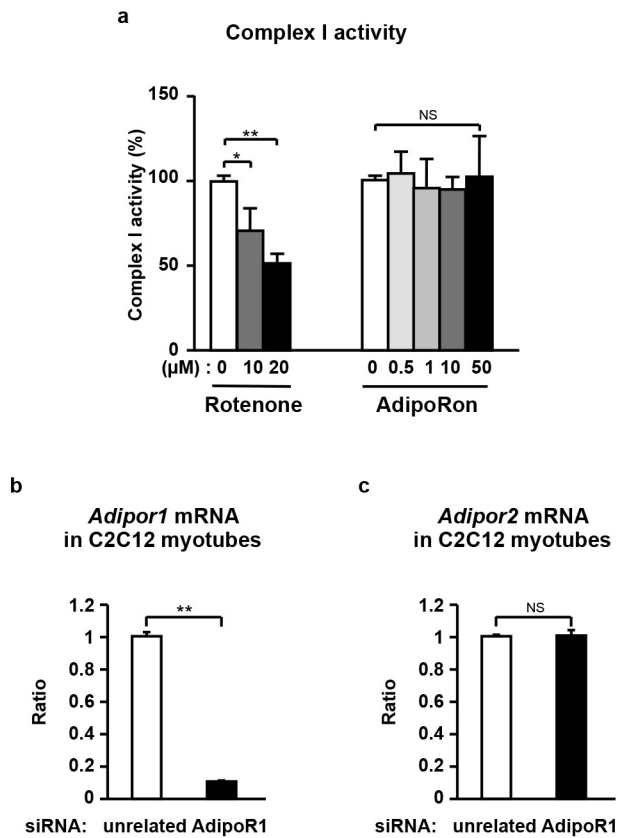 a
Complex I activity
Complex I activity (%)
150
100
50
0
NS
**
*
(μM) : 0 10 20 0 0.5 1 10 50
Rotenone AdipoRon
b
Adipor1 mRNA
in C2C12 myotubes
Ratio
1.2
1
0.8
0.6
0.4
0.2
0
**
siRNA: unrelated AdipoR1
c
Adipor2 mRNA
in C2C12 myotubes
Ratio
1.2
1
0.8
0.6
0.4
0.2
0
NS
siRNA: unrelated AdipoR1